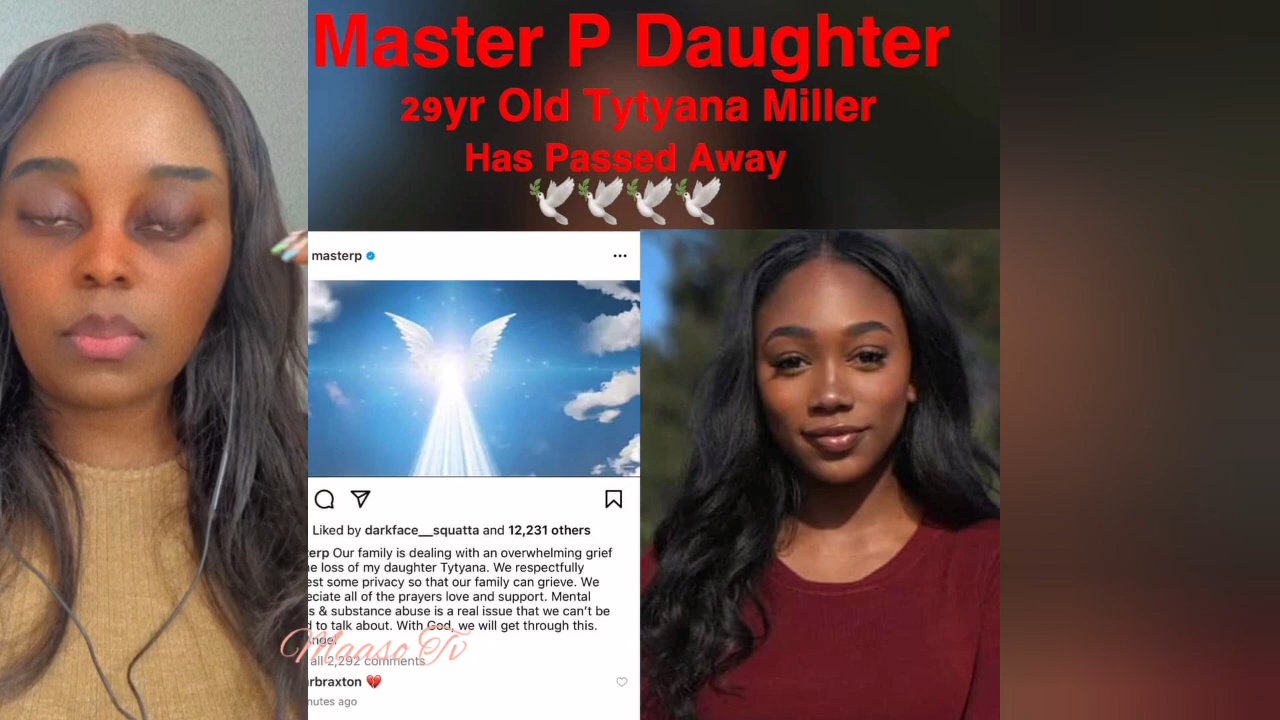 Master P Daughter
29yr Old Tytyana Miller
Has Passed Away
masterp
Liked by darkface__squatta and 12,231 others
erp Our family is dealing with an overwhelming grief
e loss of my daughter Tytyana. We respectfully
est some privacy so that our family can grieve. We
eciate all of the prayers love and support. Mental
s & substance abuse is a real issue that we can't be
d to talk about. With God, we will get through this.
ngel
Maaso Tv
all 2,292 comments
rbraxton
nutes ago